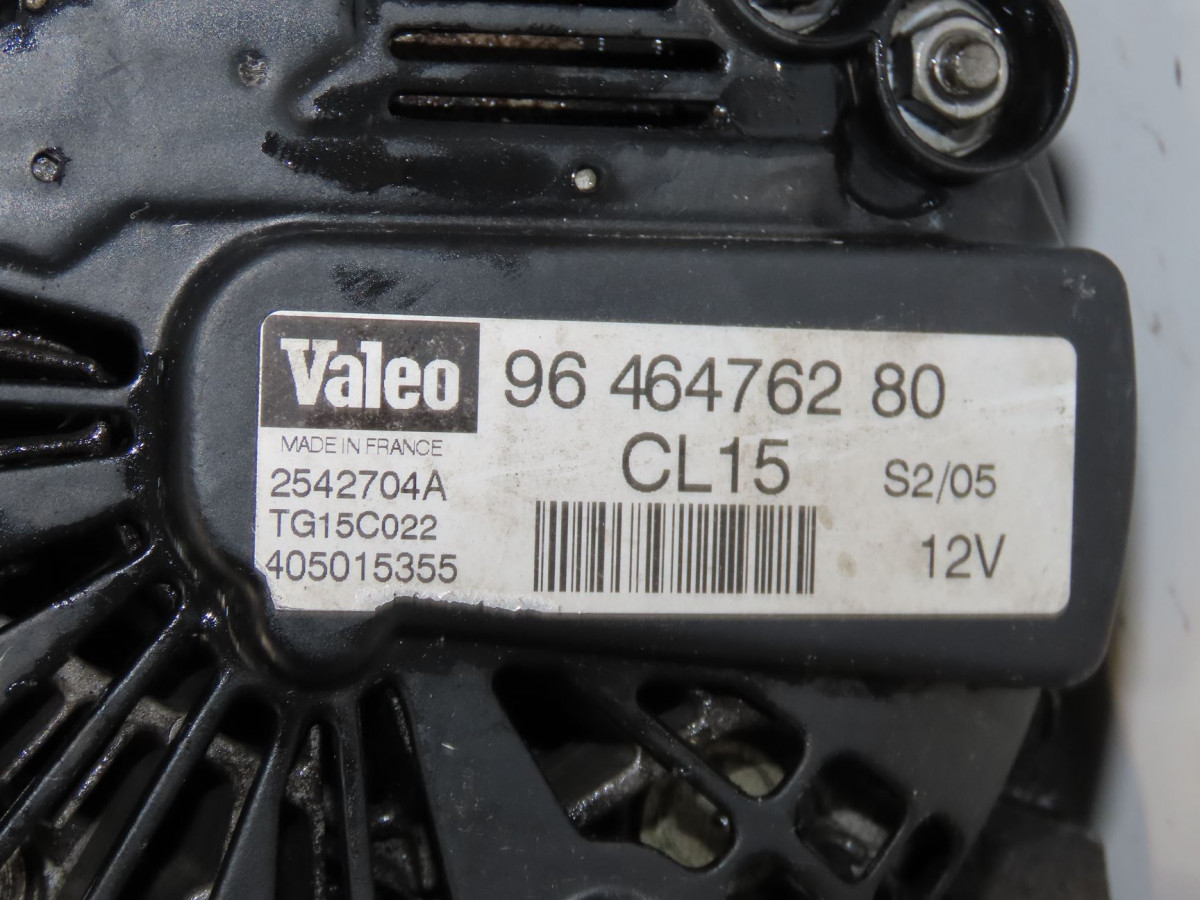 Valeo 96 464762 80
MADE IN FRANCE CL15 S2/05
2542704A
TG15C022 12V
405015355